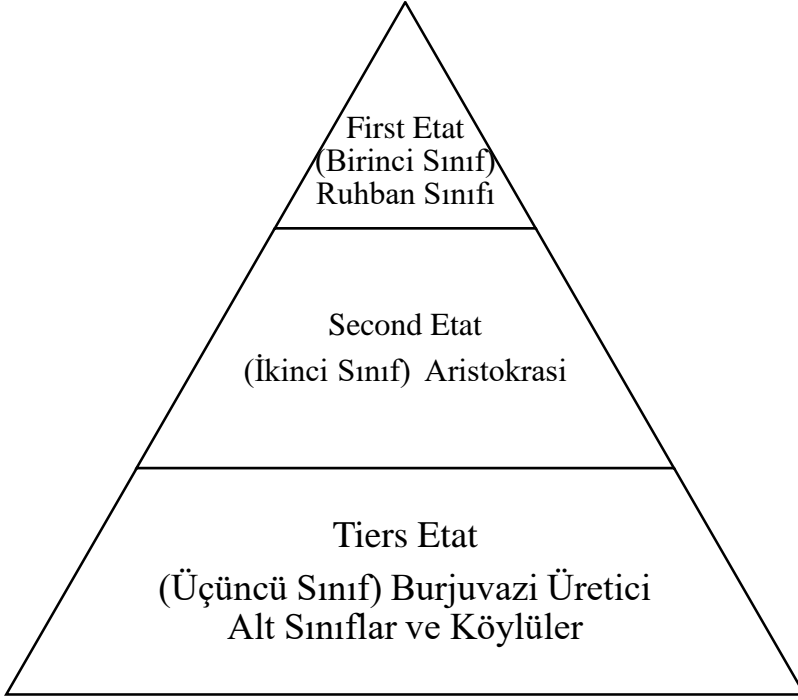 First Etat
(Birinci Sınıf)
Ruhban Sınıfı
Second Etat
(İkinci Sınıf) Aristokrasi
Tiers Etat
(Üçüncü Sınıf) Burjuvazi Üretici
Alt Sınıflar ve Köylüler